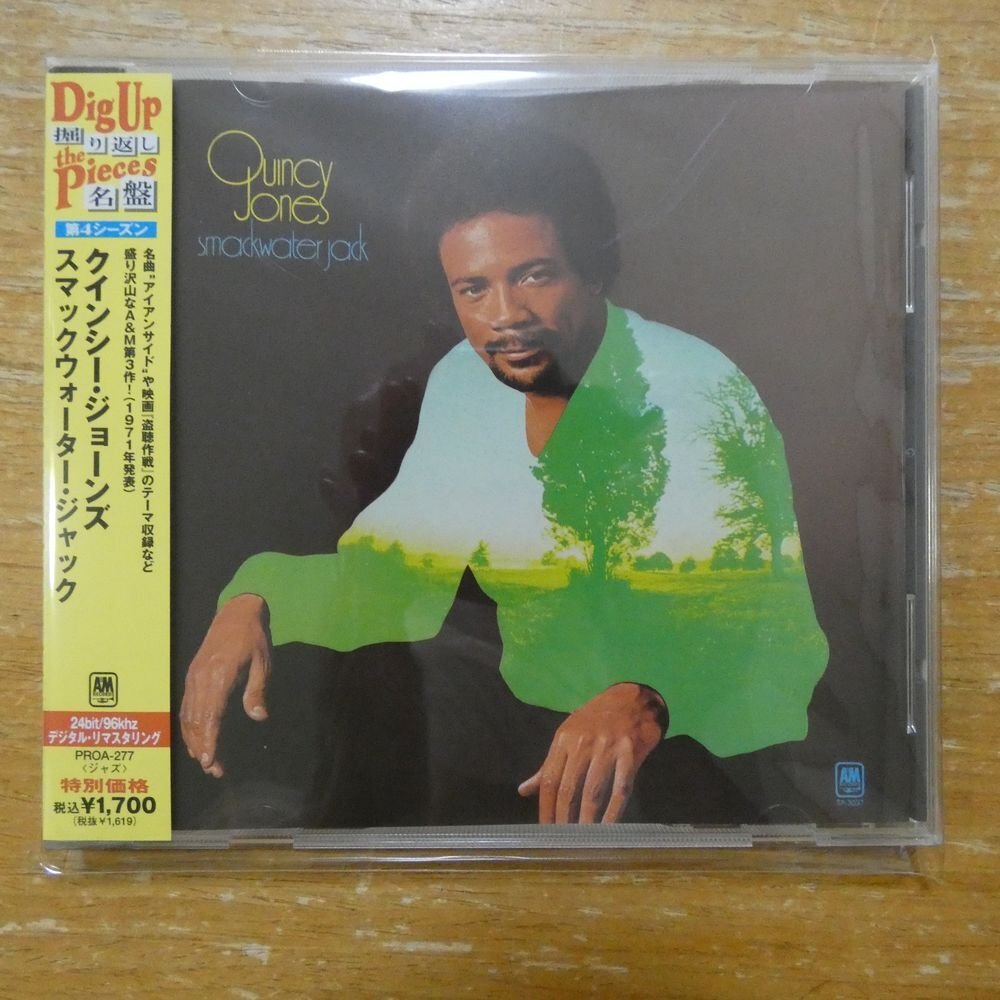 Dig Up
掘り返し
the
Pieces
名盤
第4シーズン
名曲“アイアンサイド”や映画『盗聴作戦』のテーマ収録など
盛り沢山なA&M第3作！(1971年発表)
クインシー・ジョーンズ
スマックウォーター・ジャック
A&M
RECORDS
24bit/96khz
デジタル・リマスタリング
PROA-277
〈ジャズ〉
特別価格
税込¥1,700
(税抜¥1,619)
Quincy
Jones
smackwater jack
A&M